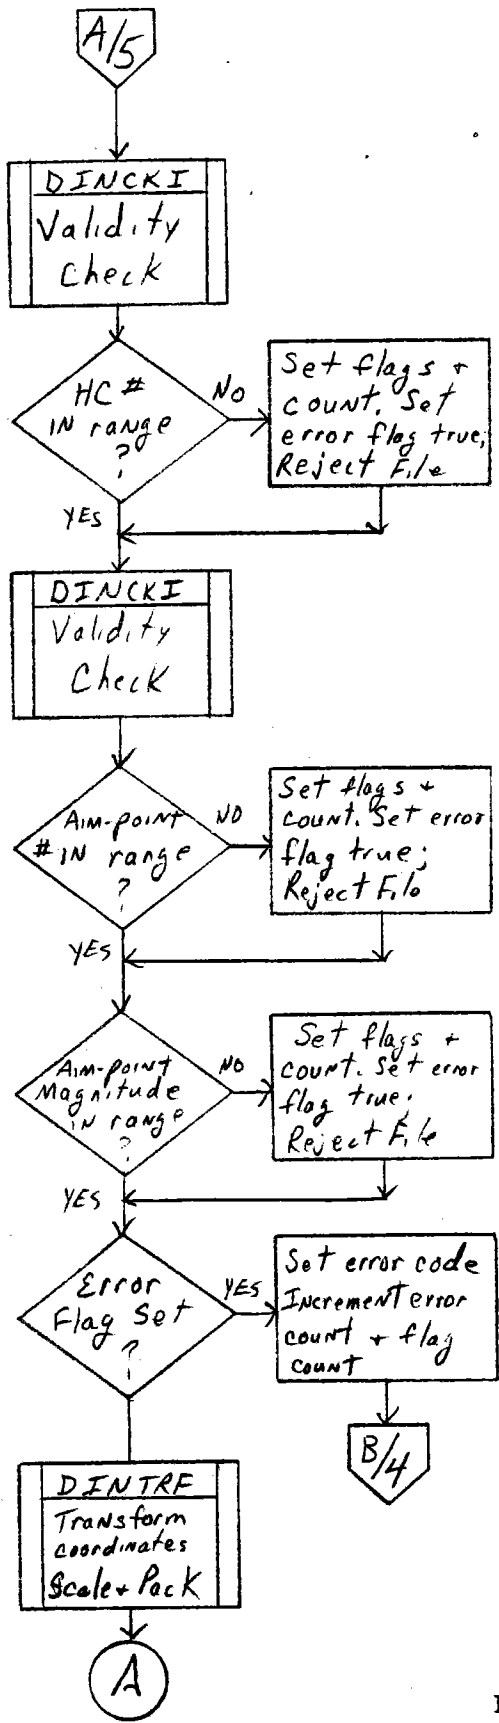 A/5
DINCKI
Validity
Check
HC #
IN range
?
NO
Set flags +
count. Set
error flag true;
Reject File
YES
DINCKI
Validity
Check
Aim-point
# IN range
?
NO
Set flags +
count. Set error
flag true;
Reject File
YES
Aim-point
Magnitude
IN range
?
NO
Set flags +
count. Set error
flag true;
Reject File
YES
Error
Flag Set
?
YES
Set error code
Increment error
count + flag
count
B/4
DINTRF
Transform
coordinates
Scale + Pack
A